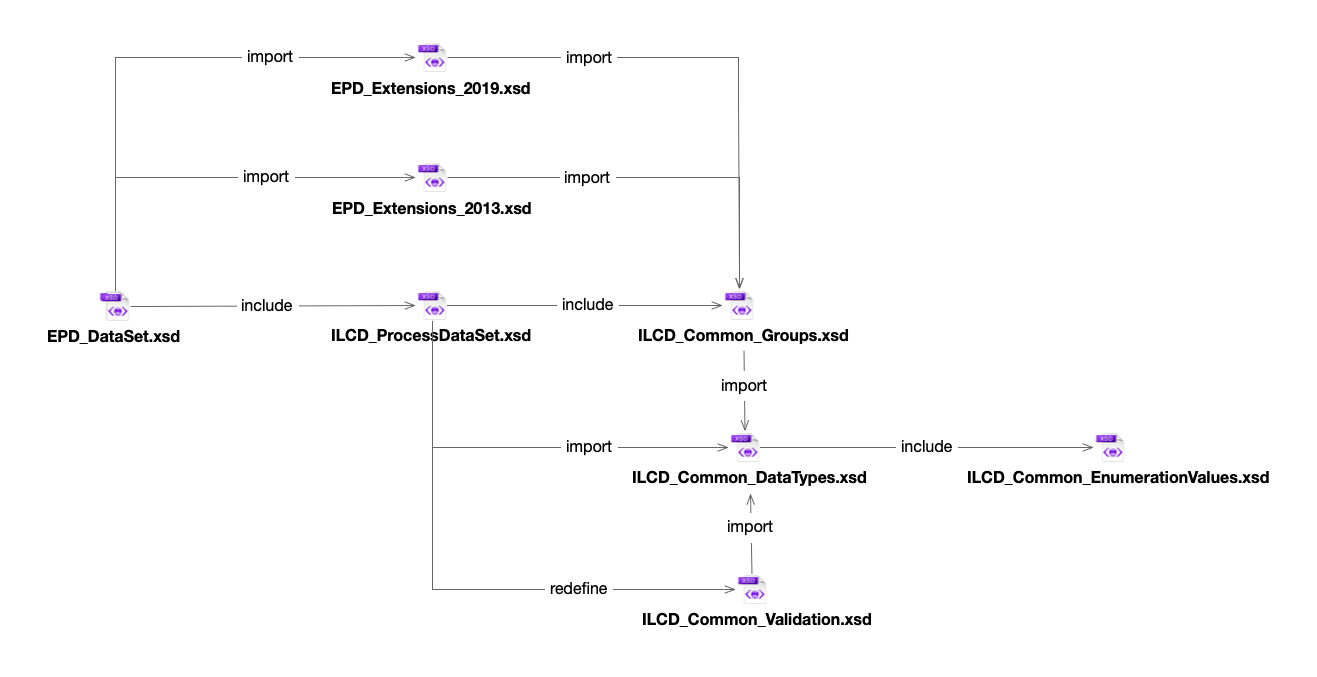 XSD
import
import
EPD_Extensions_2019.xsd
XSD
import
import
EPD_Extensions_2013.xsd
XSD
include
XSD
include
XSD
EPD_DataSet.xsd
ILCD_ProcessDataSet.xsd
ILCD_Common_Groups.xsd
import
XSD
import
include
XSD
ILCD_Common_DataTypes.xsd
ILCD_Common_EnumerationValues.xsd
import
XSD
redefine
ILCD_Common_Validation.xsd